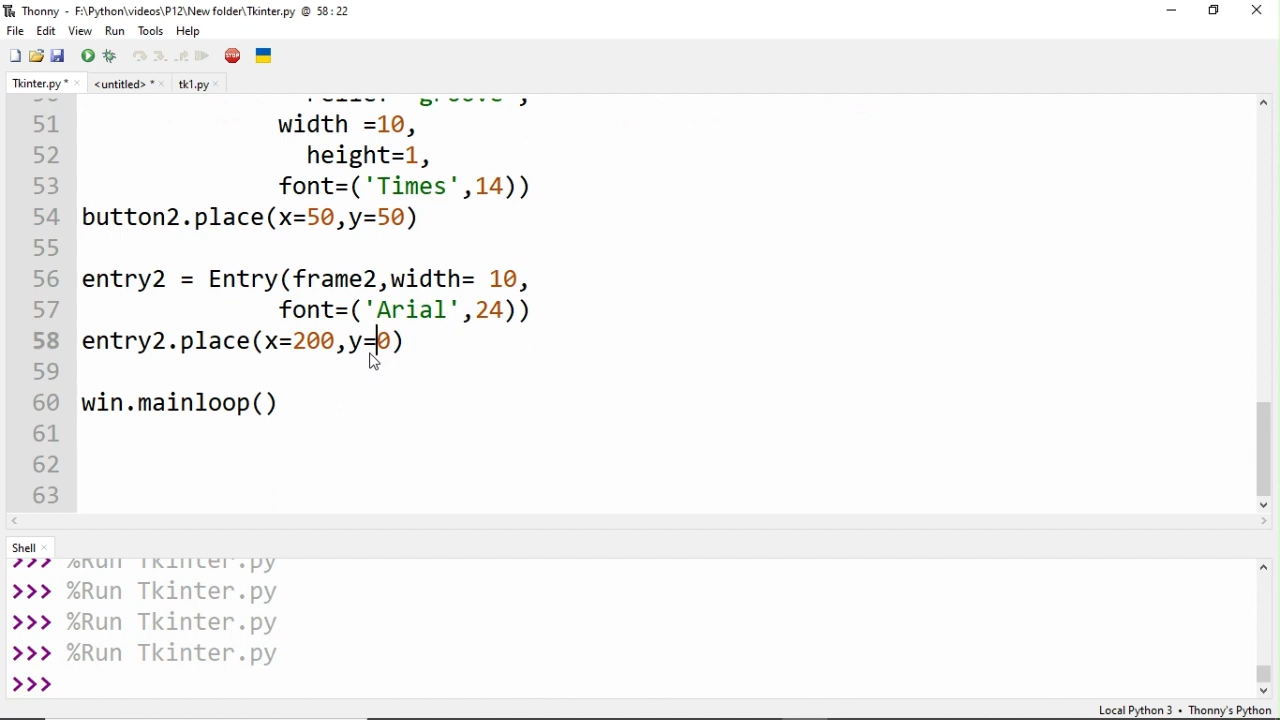 Thonny - F:\Python\videos\P12\New folder\Tkinter.py @ 58:22
File Edit View Run Tools Help
Tkinter.py * × <untitled> * × tk1.py ×
51 width =10,
52 height=1,
53 font=('Times',14))
54 button2.place(x=50,y=50)
55
56 entry2 = Entry(frame2,width= 10,
57 font=('Arial',24))
58 entry2.place(x=200,y=0)
59
60 win.mainloop()
61
62
63
Shell ×
>>> %Run Tkinter.py
>>> %Run Tkinter.py
>>> %Run Tkinter.py
>>> %Run Tkinter.py
>>>
Local Python 3 • Thonny's Python